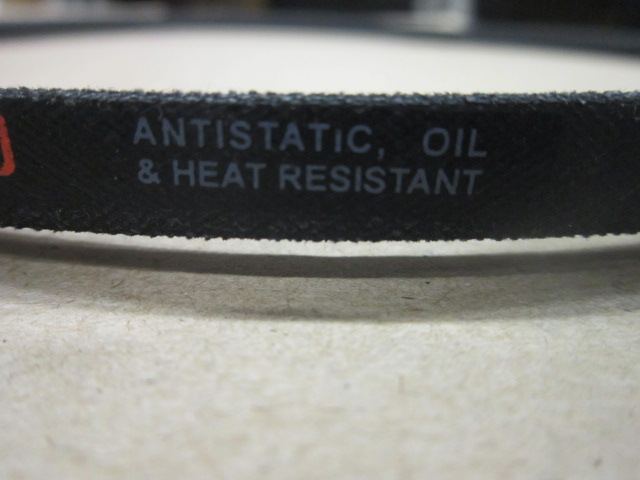 ANTISTATIC, OIL
& HEAT RESISTANT